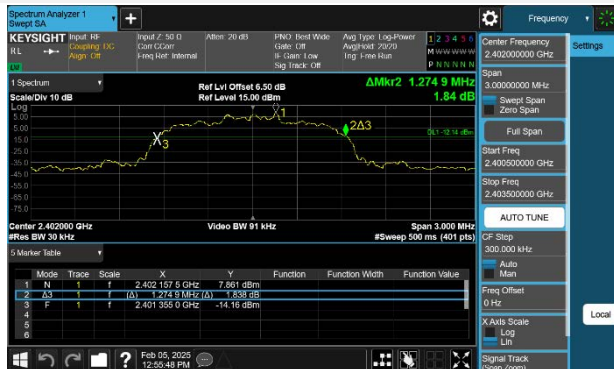 Spectrum Analyzer 1
Swept SA
+
Frequency
KEYSIGHT
RL
Input: RF
Coupling: DC
Align: Off
Input Z: 50 Ω
Corr CCorr
Freq Ref: Internal
Atten: 20 dB
PNO: Best Wide
Gate: Off
IF Gain: Low
Sig Track: Off
Avg Type: Log-Power
Avg|Hold: 20/20
Trig: Free Run
1 2 3 4 5 6
M W W W W W
P N N N N N
1 Spectrum
Scale/Div 10 dB
Ref Lvl Offset 6.50 dB
Ref Level 15.00 dBm
ΔMkr2 1.274 9 MHz
1.84 dB
Log
5.00
-5.00
-15.0
-25.0
-35.0
-45.0
-55.0
-65.0
-75.0
1
2Δ3
X3
DL1 -12.14 dBm
Center 2.402000 GHz
#Res BW 30 kHz
Video BW 91 kHz
Span 3.000 MHz
#Sweep 500 ms (401 pts)
5 Marker Table
Mode Trace Scale X Y Function Function Width Function Value
1 N 1 f 2.402 157 5 GHz 7.861 dBm
2 Δ3 1 f (Δ) 1.274 9 MHz (Δ) 1.838 dB
3 F 1 f 2.401 355 0 GHz -14.16 dBm
4
5
6
Center Frequency
2.402000000 GHz
Span
3.00000000 MHz
Swept Span
Zero Span
Full Span
Start Freq
2.400500000 GHz
Stop Freq
2.403500000 GHz
AUTO TUNE
CF Step
300.000 kHz
Auto
Man
Freq Offset
0 Hz
X Axis Scale
Log
Lin
Signal Track
(Span Zoom)
Settings
Local
?
Feb 05, 2025
12:55:48 PM